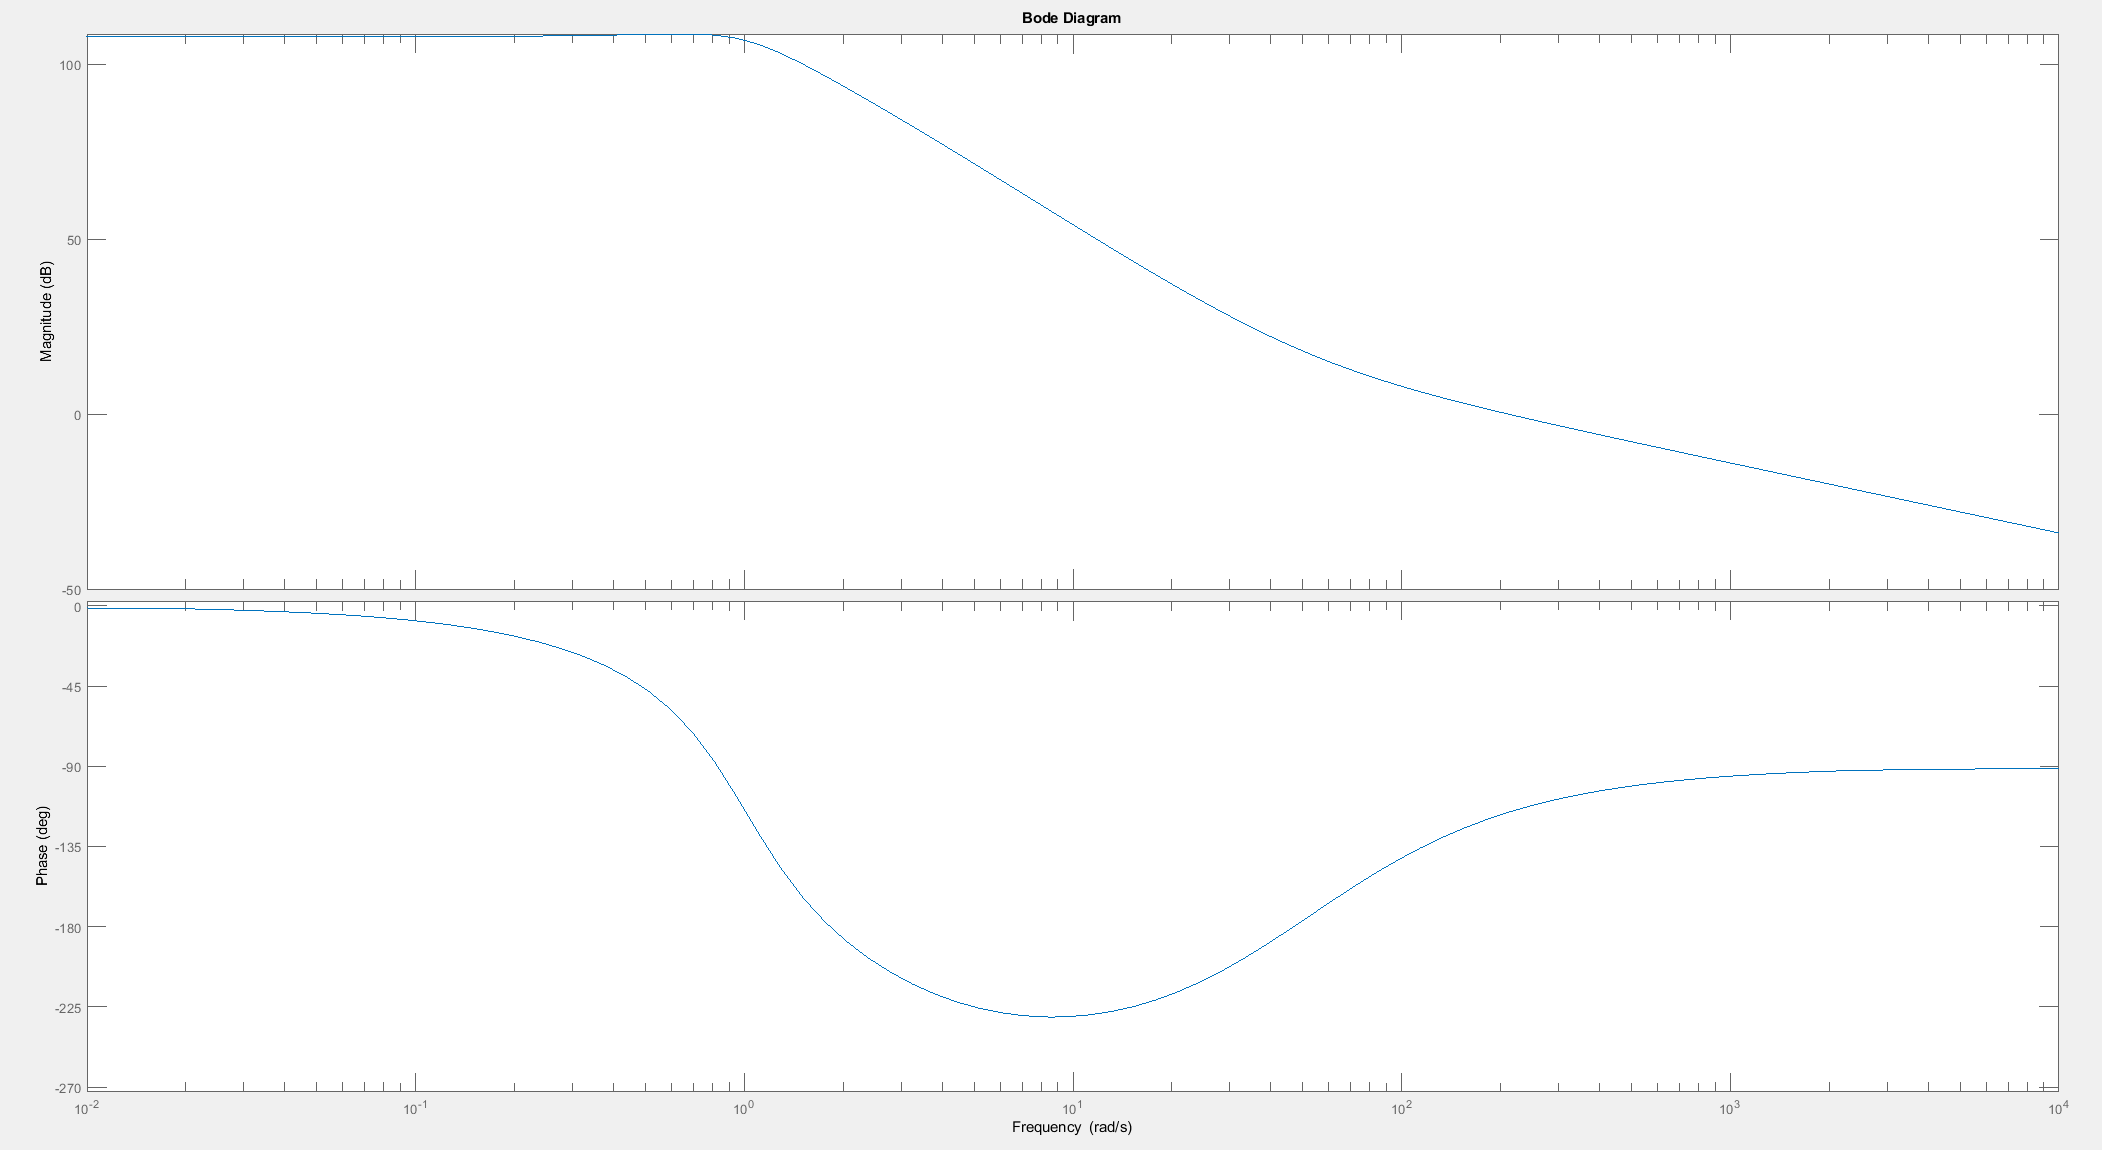 Bode Diagram
Magnitude (dB)
100
50
0
-50
Phase (deg)
0
-45
-90
-135
-180
-225
-270
10^-2 10^-1 10^0 10^1 10^2 10^3 10^4
Frequency (rad/s)